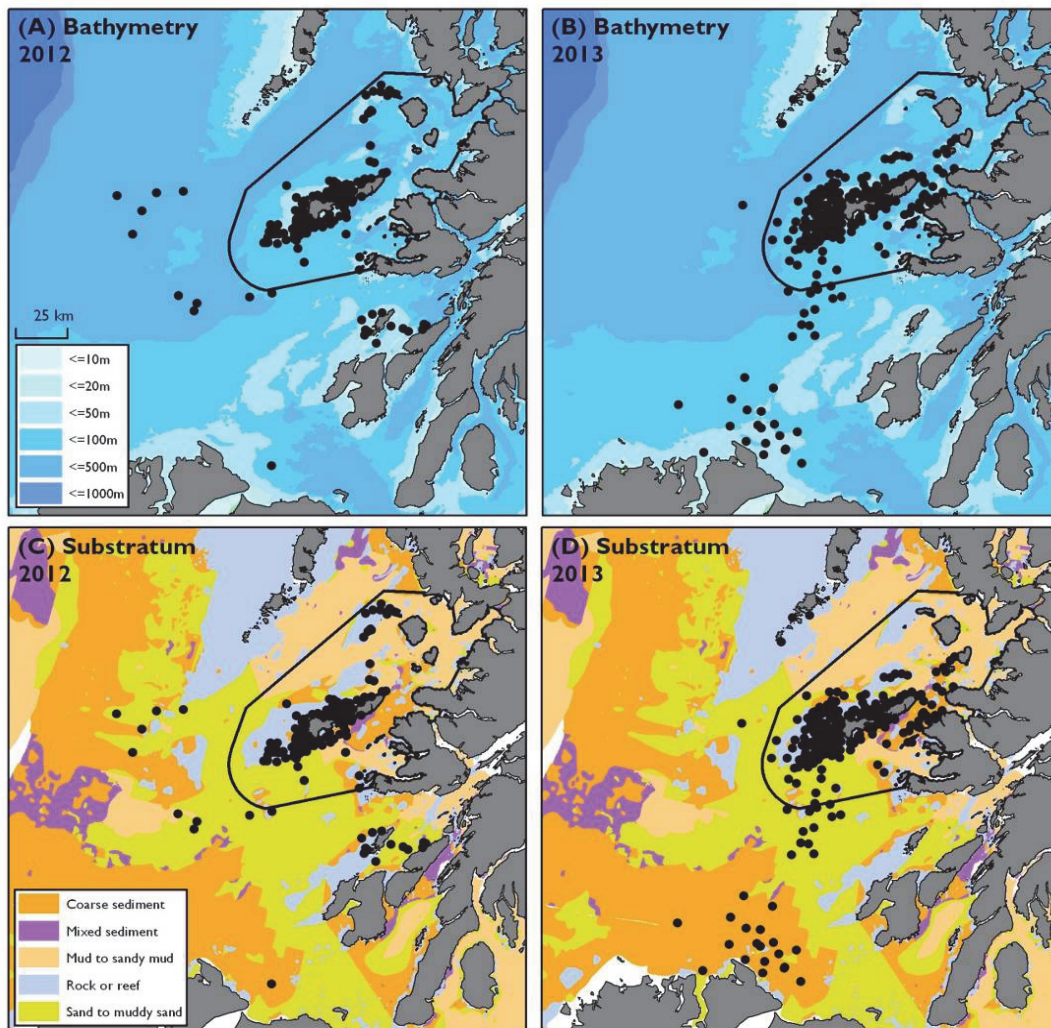 (A) Bathymetry
2012
25 km
<=10m
<=20m
<=50m
<=100m
<=500m
<=1000m
(B) Bathymetry
2013
(C) Substratum
2012
Coarse sediment
Mixed sediment
Mud to sandy mud
Rock or reef
Sand to muddy sand
(D) Substratum
2013